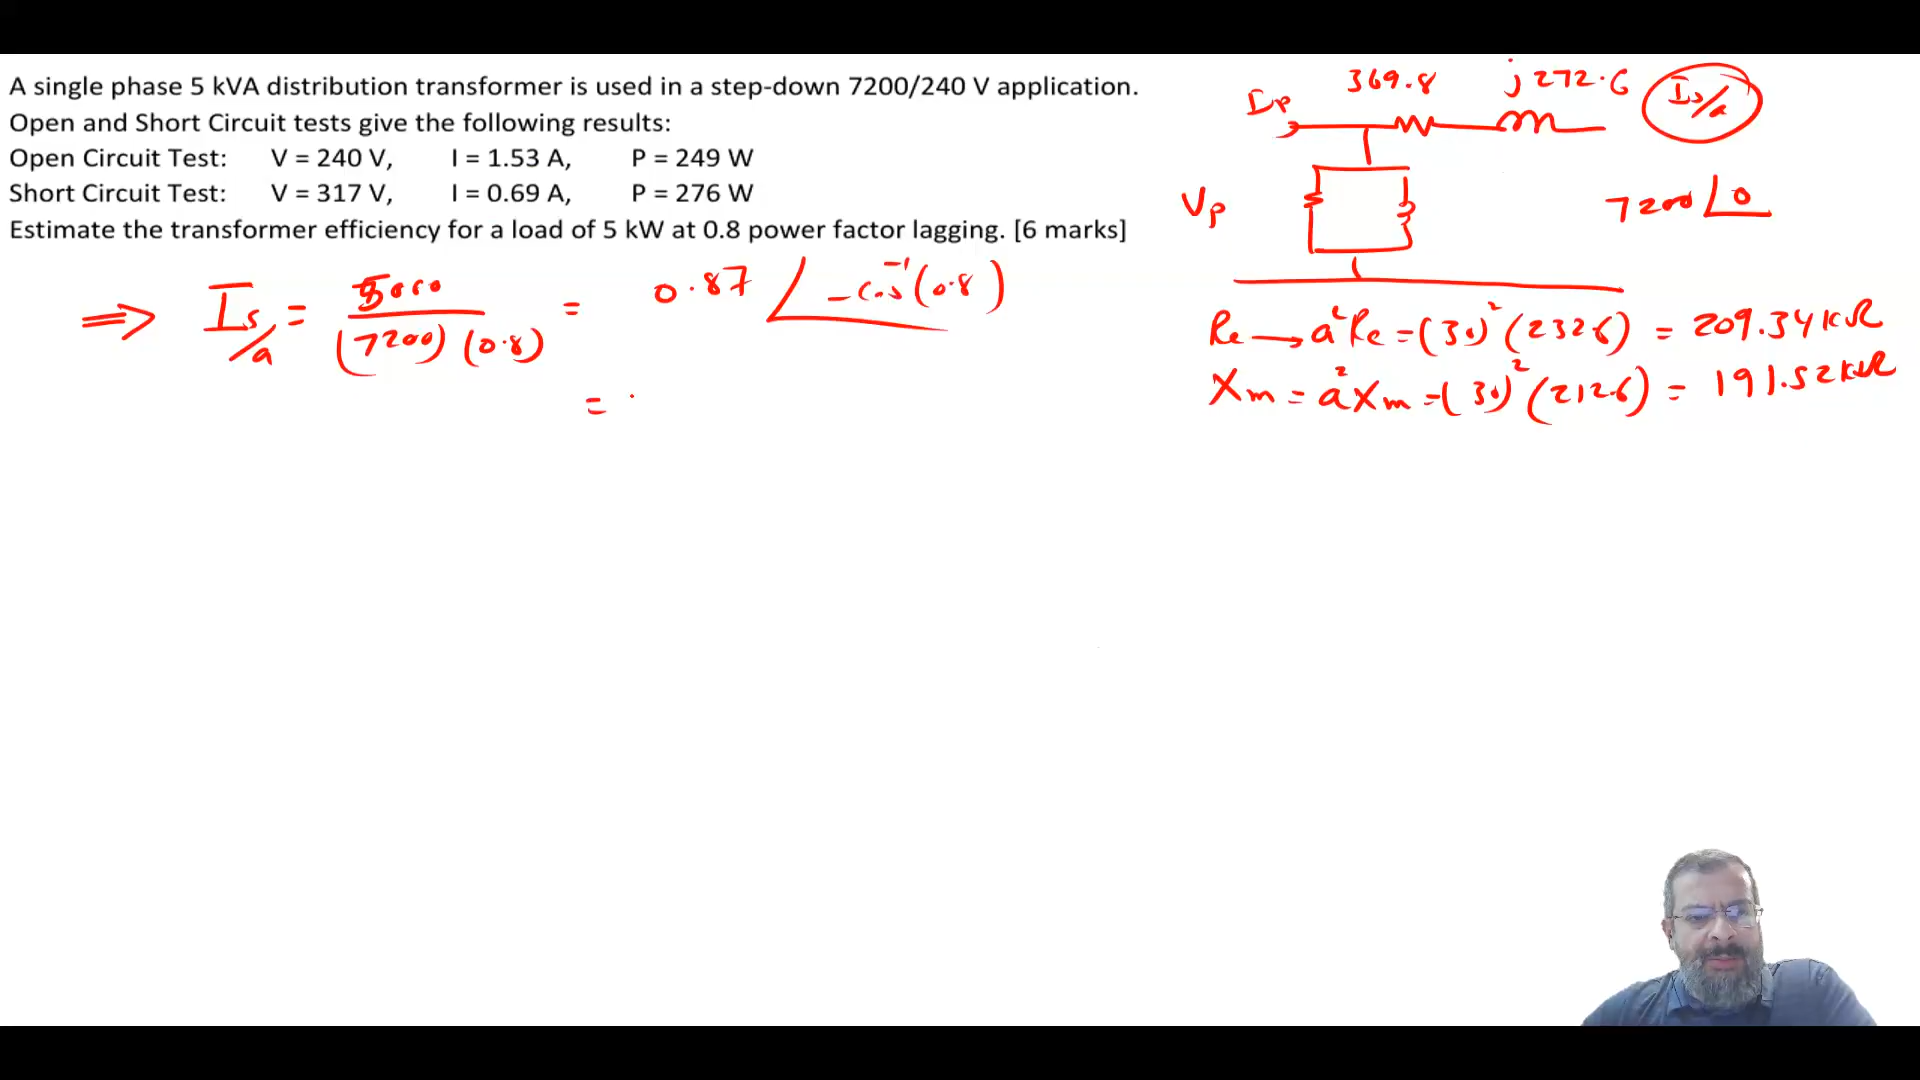 A single phase 5 kVA distribution transformer is used in a step-down 7200/240 V application.
Open and Short Circuit tests give the following results:
Open Circuit Test: V = 240 V, I = 1.53 A, P = 249 W
Short Circuit Test: V = 317 V, I = 0.69 A, P = 276 W
Estimate the transformer efficiency for a load of 5 kW at 0.8 power factor lagging. [6 marks]
⇒ Is/a = 5000/(7200)(0.8) = 0.87 ∠-cos⁻¹(0.8)
=
369.8 j272.6 Is/a
Ip
Vp 7200∠0
Rc → a²Rc = (30)²(232.6) = 209.34kΩ
Xm = a²Xm = (30)²(212.6) = 191.52kΩ